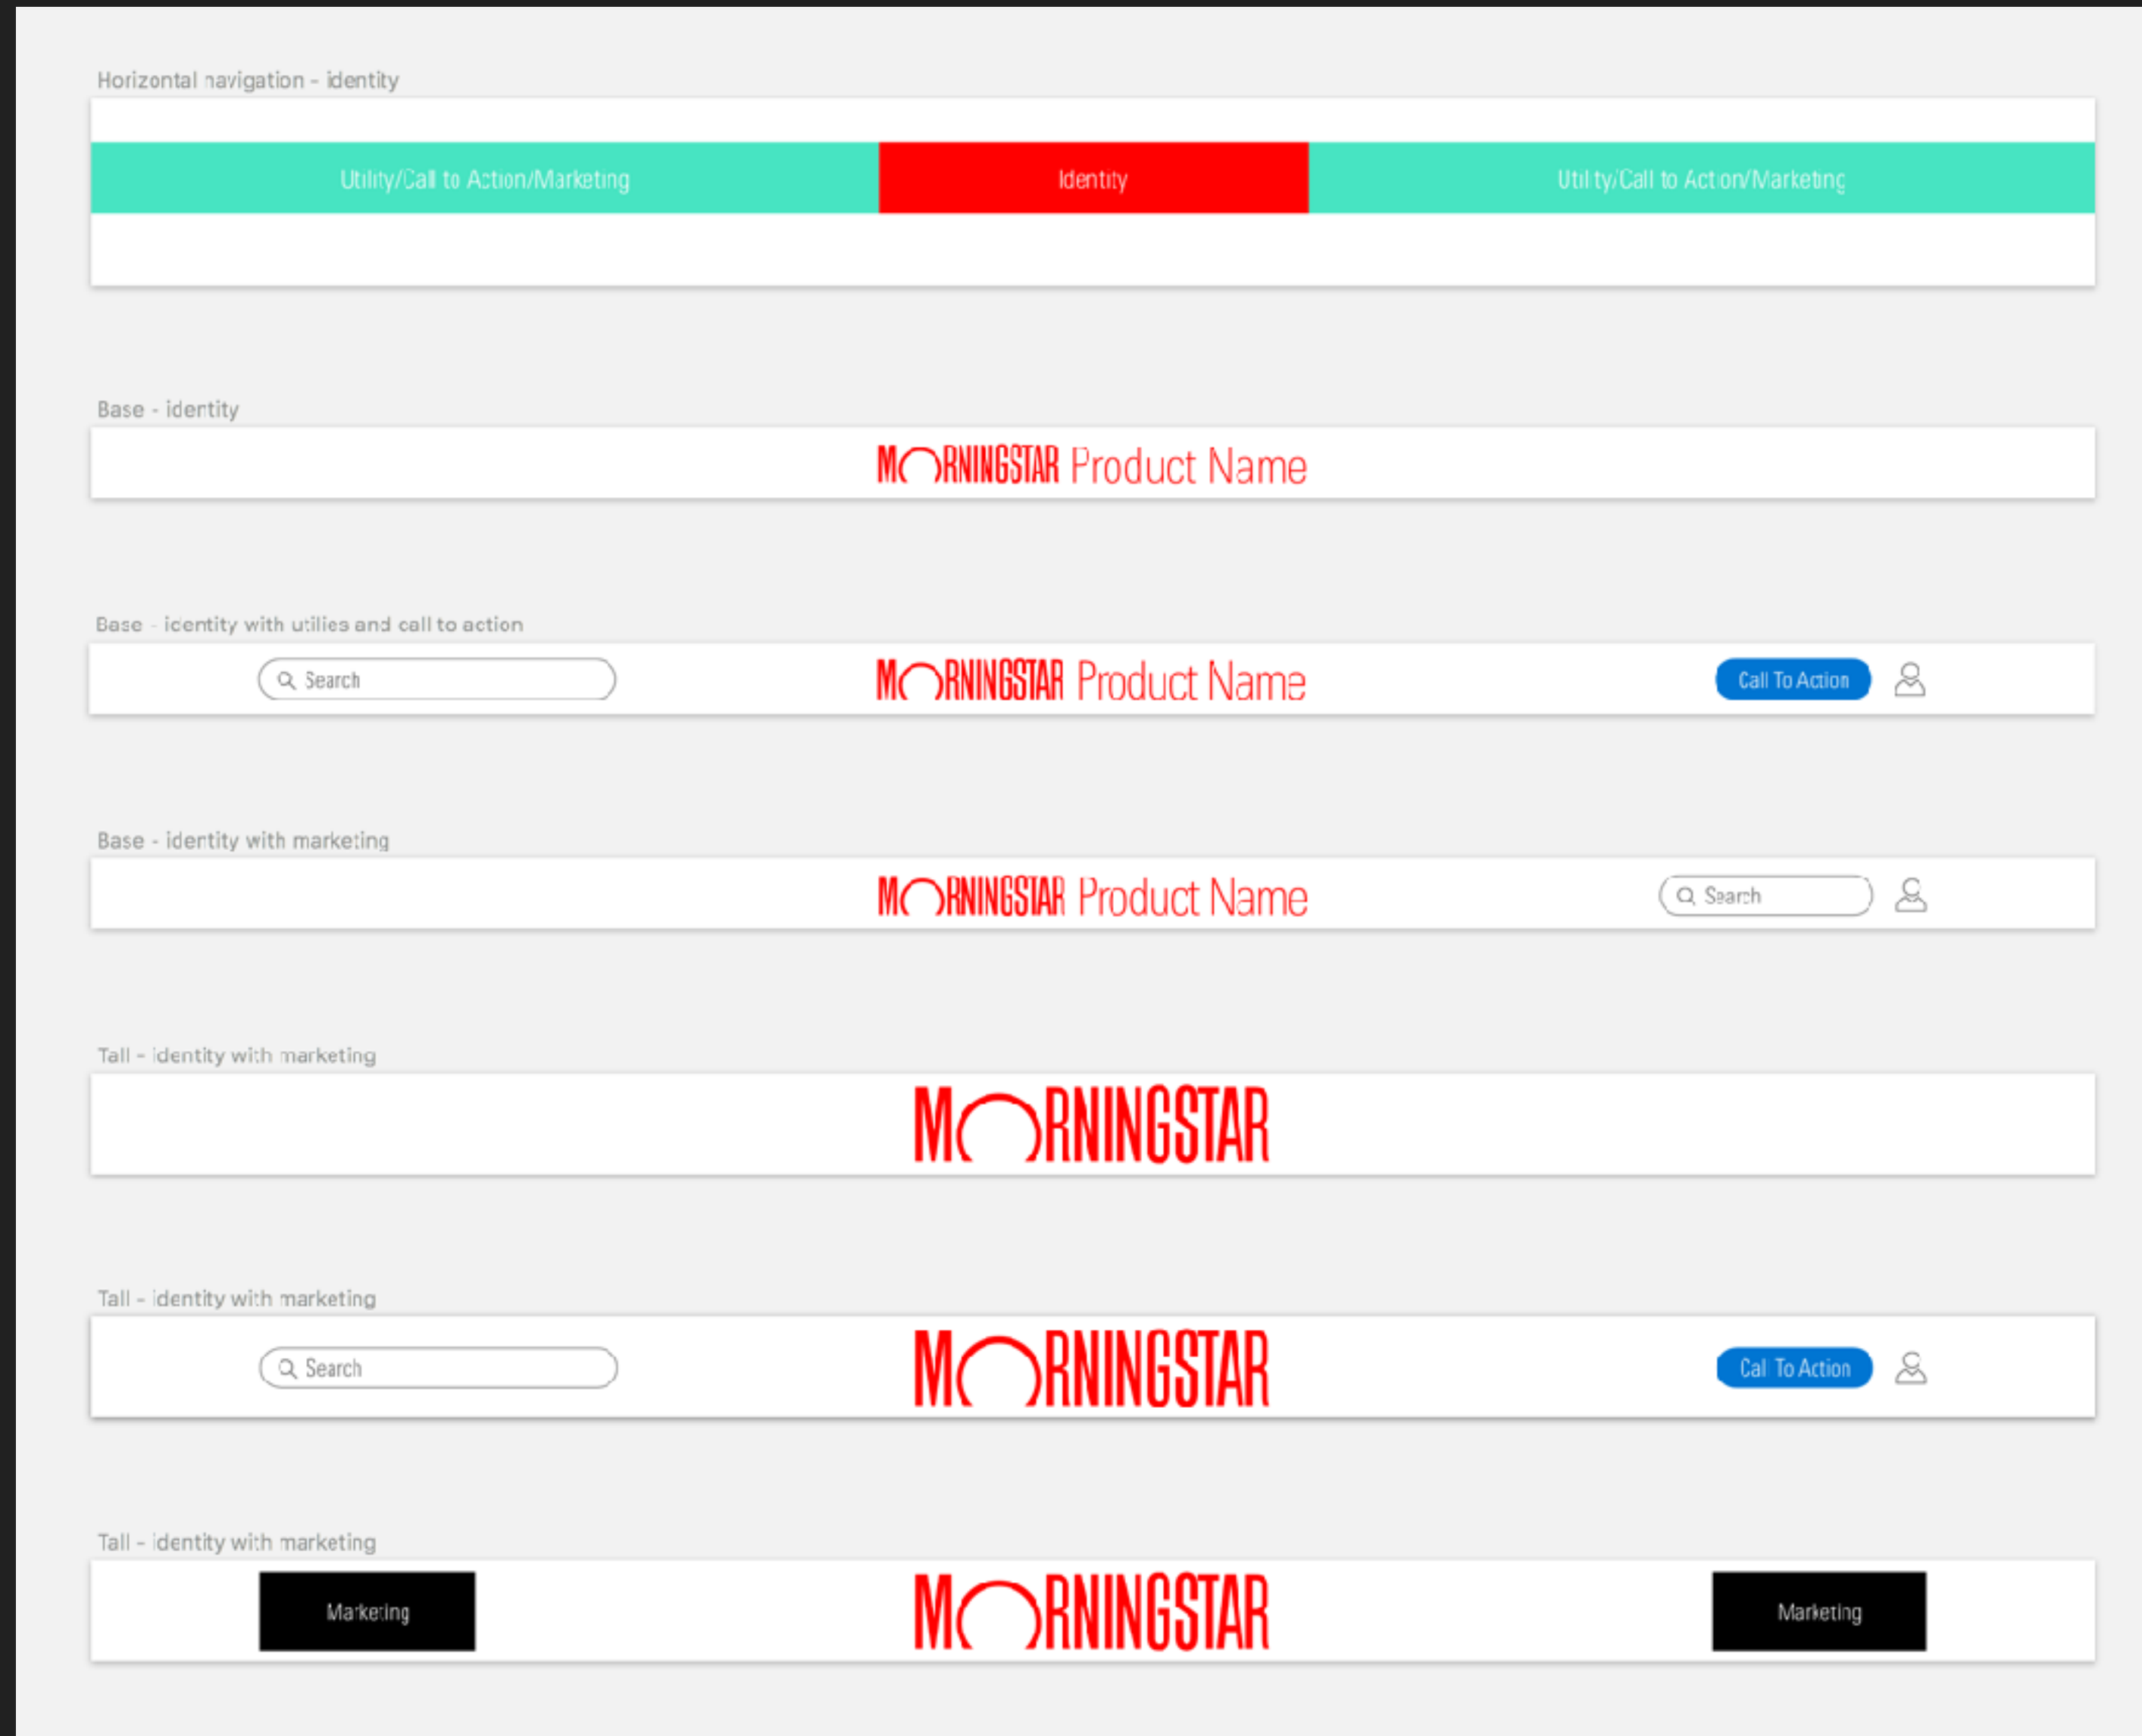 Horizontal navigation - identity
Utility/Call to Action/Marketing Identity Utility/Call to Action/Marketing
Base - identity
MORNINGSTAR Product Name
Base - identity with utilies and call to action
Search MORNINGSTAR Product Name Call To Action
Base - identity with marketing
MORNINGSTAR Product Name Search
Tall - identity with marketing
MORNINGSTAR
Tall - identity with marketing
Search MORNINGSTAR Call To Action
Tall - identity with marketing
Marketing MORNINGSTAR Marketing